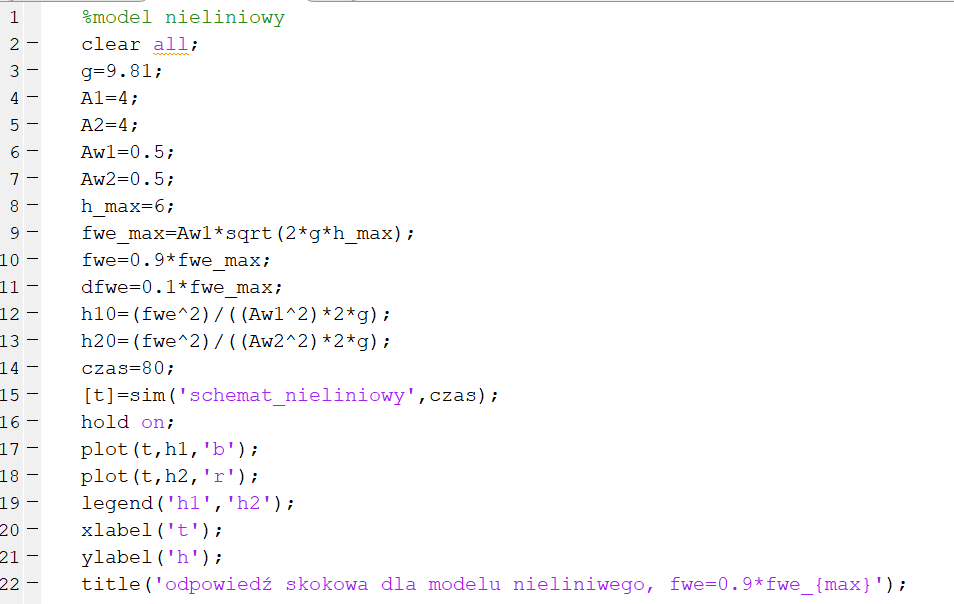 1 %model nieliniowy
2 clear all;
3 g=9.81;
4 A1=4;
5 A2=4;
6 Aw1=0.5;
7 Aw2=0.5;
8 h_max=6;
9 fwe_max=Aw1*sqrt(2*g*h_max);
10 fwe=0.9*fwe_max;
11 dfwe=0.1*fwe_max;
12 h10=(fwe^2)/((Aw1^2)*2*g);
13 h20=(fwe^2)/((Aw2^2)*2*g);
14 czas=80;
15 [t]=sim('schemat_nieliniowy',czas);
16 hold on;
17 plot(t,h1,'b');
18 plot(t,h2,'r');
19 legend('h1','h2');
20 xlabel('t');
21 ylabel('h');
22 title('odpowiedź skokowa dla modelu nieliniwego, fwe=0.9*fwe_{max}');